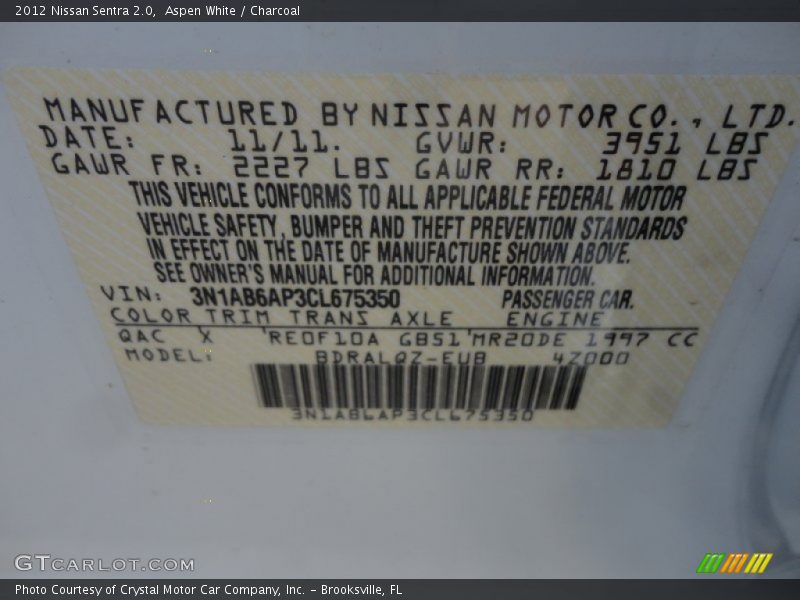 2012 Nissan Sentra 2.0,  Aspen White / Charcoal
MANUFACTURED BY NISSAN MOTOR CO., LTD.
DATE: 11/11. GVWR: 3951 LBS
GAWR FR: 2227 LBS GAWR RR: 1810 LBS
THIS VEHICLE CONFORMS TO ALL APPLICABLE FEDERAL MOTOR
VEHICLE SAFETY, BUMPER AND THEFT PREVENTION STANDARDS
IN EFFECT ON THE DATE OF MANUFACTURE SHOWN ABOVE.
SEE OWNER'S MANUAL FOR ADDITIONAL INFORMATION.
VIN: 3N1AB6AP3CL675350 PASSENGER CAR.
COLOR TRIM TRANS AXLE ENGINE
QAC X 'RE0F10A GB51'MR20DE 1997 CC
MODEL: BDRALQZ-EUB 4Z000
3N1AB6AP3CL675350
GTCARLOT.COM
Photo Courtesy of Crystal Motor Car Company, Inc. – Brooksville, FL